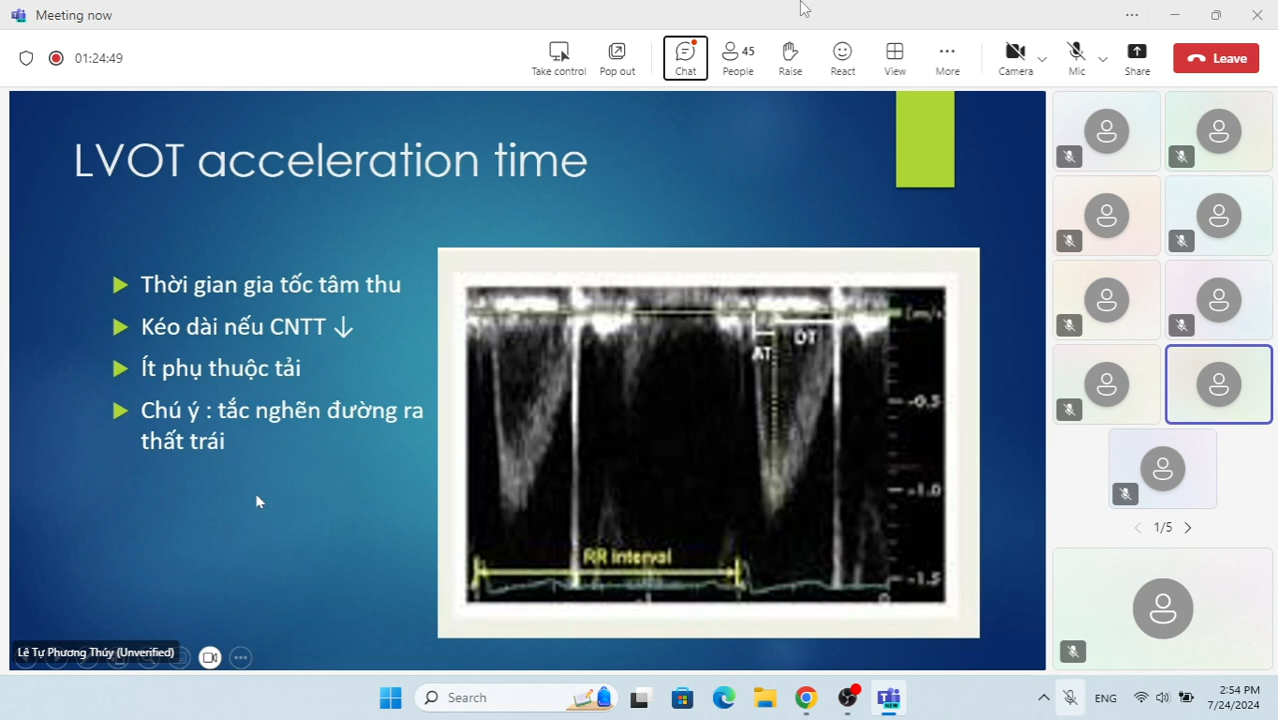 Meeting now
01:24:49
Take control
Pop out
Chat
45
People
Raise
React
View
More
Camera
Mic
Share
Leave
LVOT acceleration time
Thời gian gia tốc tâm thu
Kéo dài nếu CNTT ↓
Ít phụ thuộc tải
Chú ý : tắc nghẽn đường ra
thất trái
AT
DT
-0.5
-1.0
-1.5
RR interval
Lê Tự Phương Thúy (Unverified)
1/5
Search
NEW
ENG
2:54 PM
7/24/2024